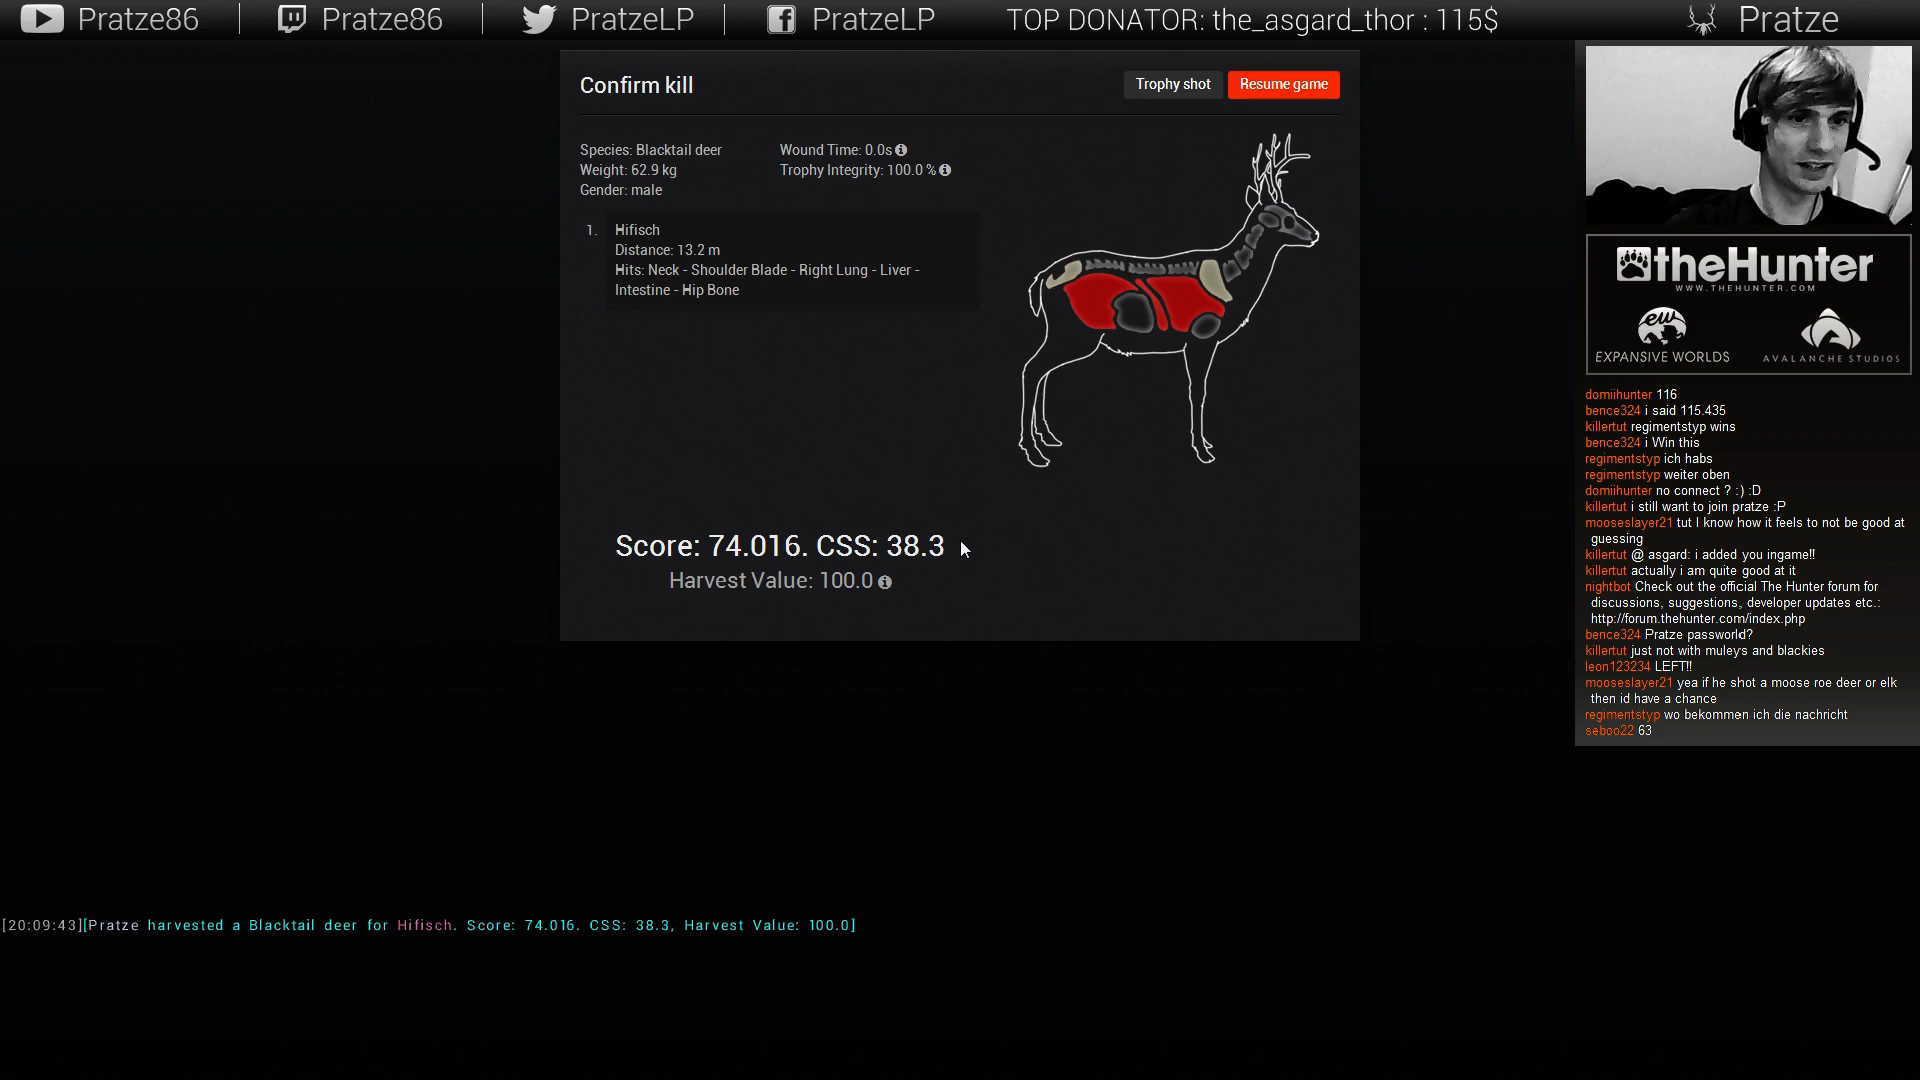 Pratze86
Pratze86
PratzeLP
PratzeLP
TOP DONATOR: the_asgard_thor : 115$
Pratze
Confirm kill
Trophy shot
Resume game
Species: Blacktail deer
Weight: 62.9 kg
Gender: male
Wound Time: 0.0s
Trophy Integrity: 100.0 %
1. Hifisch
Distance: 13.2 m
Hits: Neck - Shoulder Blade - Right Lung - Liver -
Intestine - Hip Bone
Score: 74.016. CSS: 38.3
Harvest Value: 100.0
theHunter
WWW.THEHUNTER.COM
ew
EXPANSIVE WORLDS
AVALANCHE STUDIOS
domiihunter 116
bence324 i said 115.435
killertut regimentstyp wins
bence324 i Win this
regimentstyp ich habs
regimentstyp weiter oben
domiihunter no connect ? :) :D
killertut i still want to join pratze :P
mooseslayer21 tut I know how it feels to not be good at
guessing
killertut @ asgard: i added you ingame!!
killertut actually i am quite good at it
nightbot Check out the official The Hunter forum for
discussions, suggestions, developer updates etc.:
http://forum.thehunter.com/index.php
bence324 Pratze passworld?
killertut just not with muleys and blackies
leon123234 LEFT!!
mooseslayer21 yea if he shot a moose roe deer or elk
then id have a chance
regimentstyp wo bekommen ich die nachricht
seboo22 63
[20:09:43][Pratze harvested a Blacktail deer for Hifisch. Score: 74.016. CSS: 38.3, Harvest Value: 100.0]